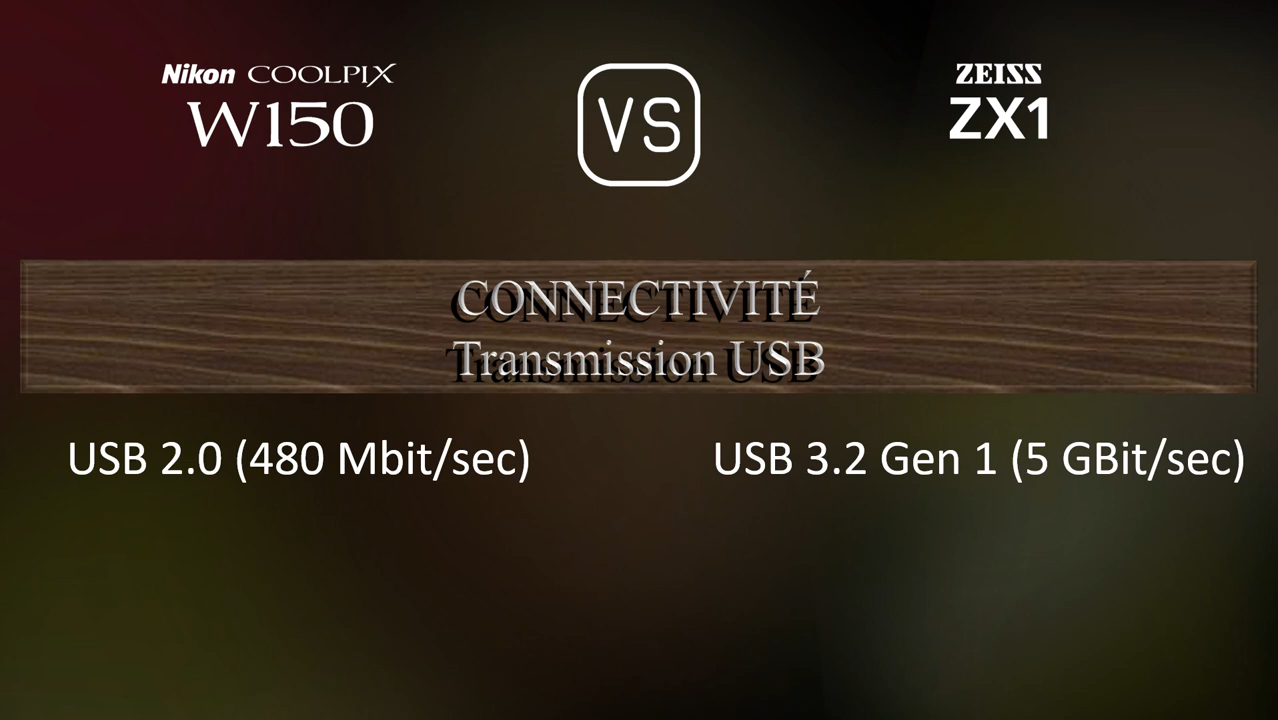 Nikon COOLPIX
W150
VS
ZEISS
ZX1
CONNECTIVITÉ
Transmission USB
USB 2.0 (480 Mbit/sec)
USB 3.2 Gen 1 (5 GBit/sec)